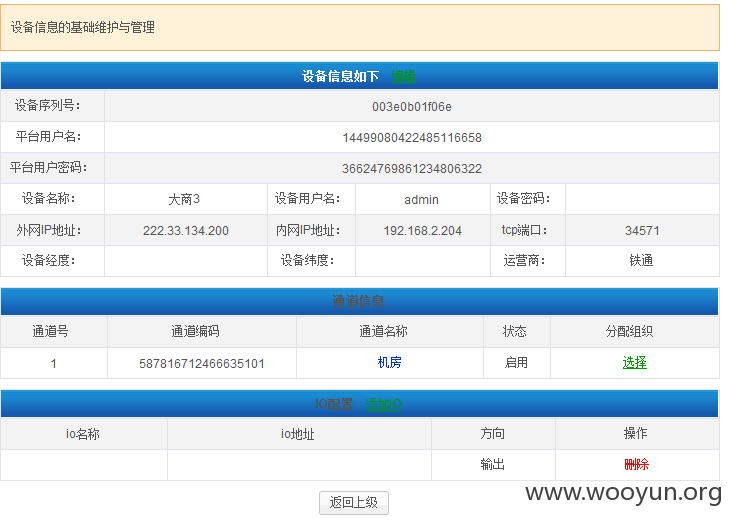 设备信息的基础维护与管理
设备信息如下 编辑
设备序列号： 003e0b01f06e
平台用户名： 14499080422485116658
平台用户密码： 36624769861234806322
设备名称： 大商3 设备用户名： admin 设备密码：
外网IP地址： 222.33.134.200 内网IP地址： 192.168.2.204 tcp端口： 34571
设备经度： 设备纬度： 运营商： 铁通
通道信息
通道号 通道编码 通道名称 状态 分配组织
1 587816712466635101 机房 启用 选择
IO配置 添加IO
io名称 io地址 方向 操作
输出 删除
返回上级
www.wooyun.org